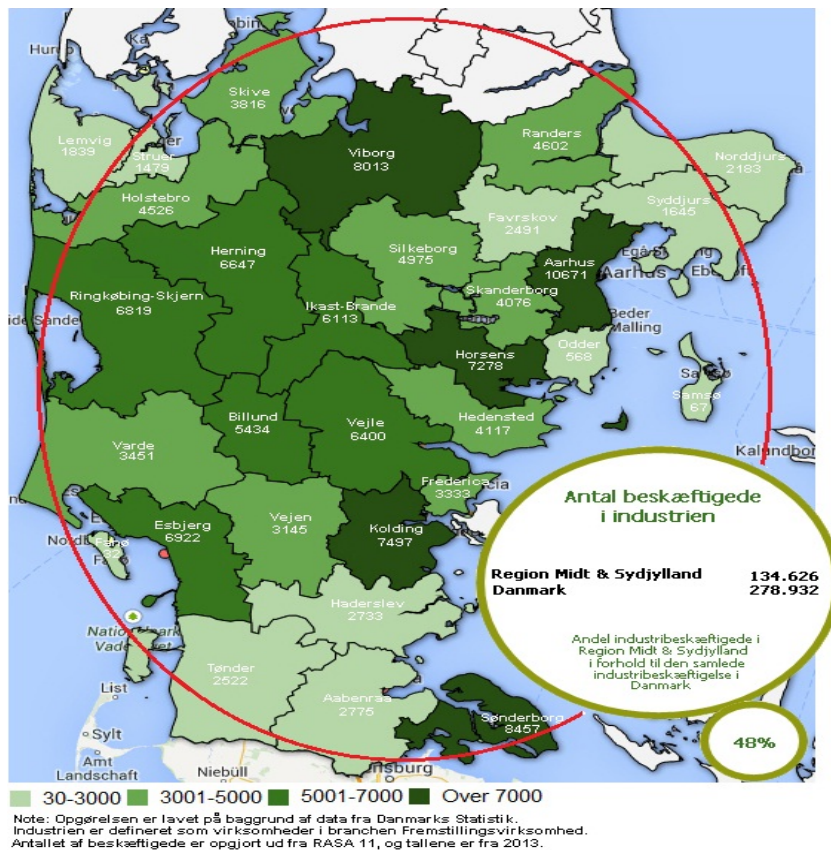 Skive
3816
Lemvig
1839
Struer
1479
Viborg
8013
Randers
4602
Norddjurs
2183
Holstebro
4526
Syddjurs
1645
Favrskov
2491
Herning
6647
Silkeborg
4975
Aarhus
10671
Aarhus
Skanderborg
4076
Ringkøbing-Skjern
6819
Ikast-Brande
6113
Beder
Malling
Horsens
7278
Odder
568
Samsø
67
Billund
5434
Vejle
6400
Hedensted
4117
Varde
3451
Kalundbor
Fredericia
3333
Esbjerg
6922
Vejen
3145
Kolding
7497
Fanø
32
Haderslev
2733
Tønder
2522
Aabenraa
2775
Sønderborg
8457
List
Sylt
Amt
Landschaft
Niebüll
nsburg
Antal beskæftigede
i industrien
Region Midt & Sydjylland 134.626
Danmark 278.932
Andel industribeskæftigede i
Region Midt & Sydjylland
i forhold til den samlede
industribeskæftigelse i
Danmark
48%
30-3000 3001-5000 5001-7000 Over 7000
Note: Opgørelsen er lavet på baggrund af data fra Danmarks Statistik.
Industrien er defineret som virksomheder i branchen Fremstillingsvirksomhed.
Antallet af beskæftigede er opgjort ud fra RASA 11, og tallene er fra 2013.